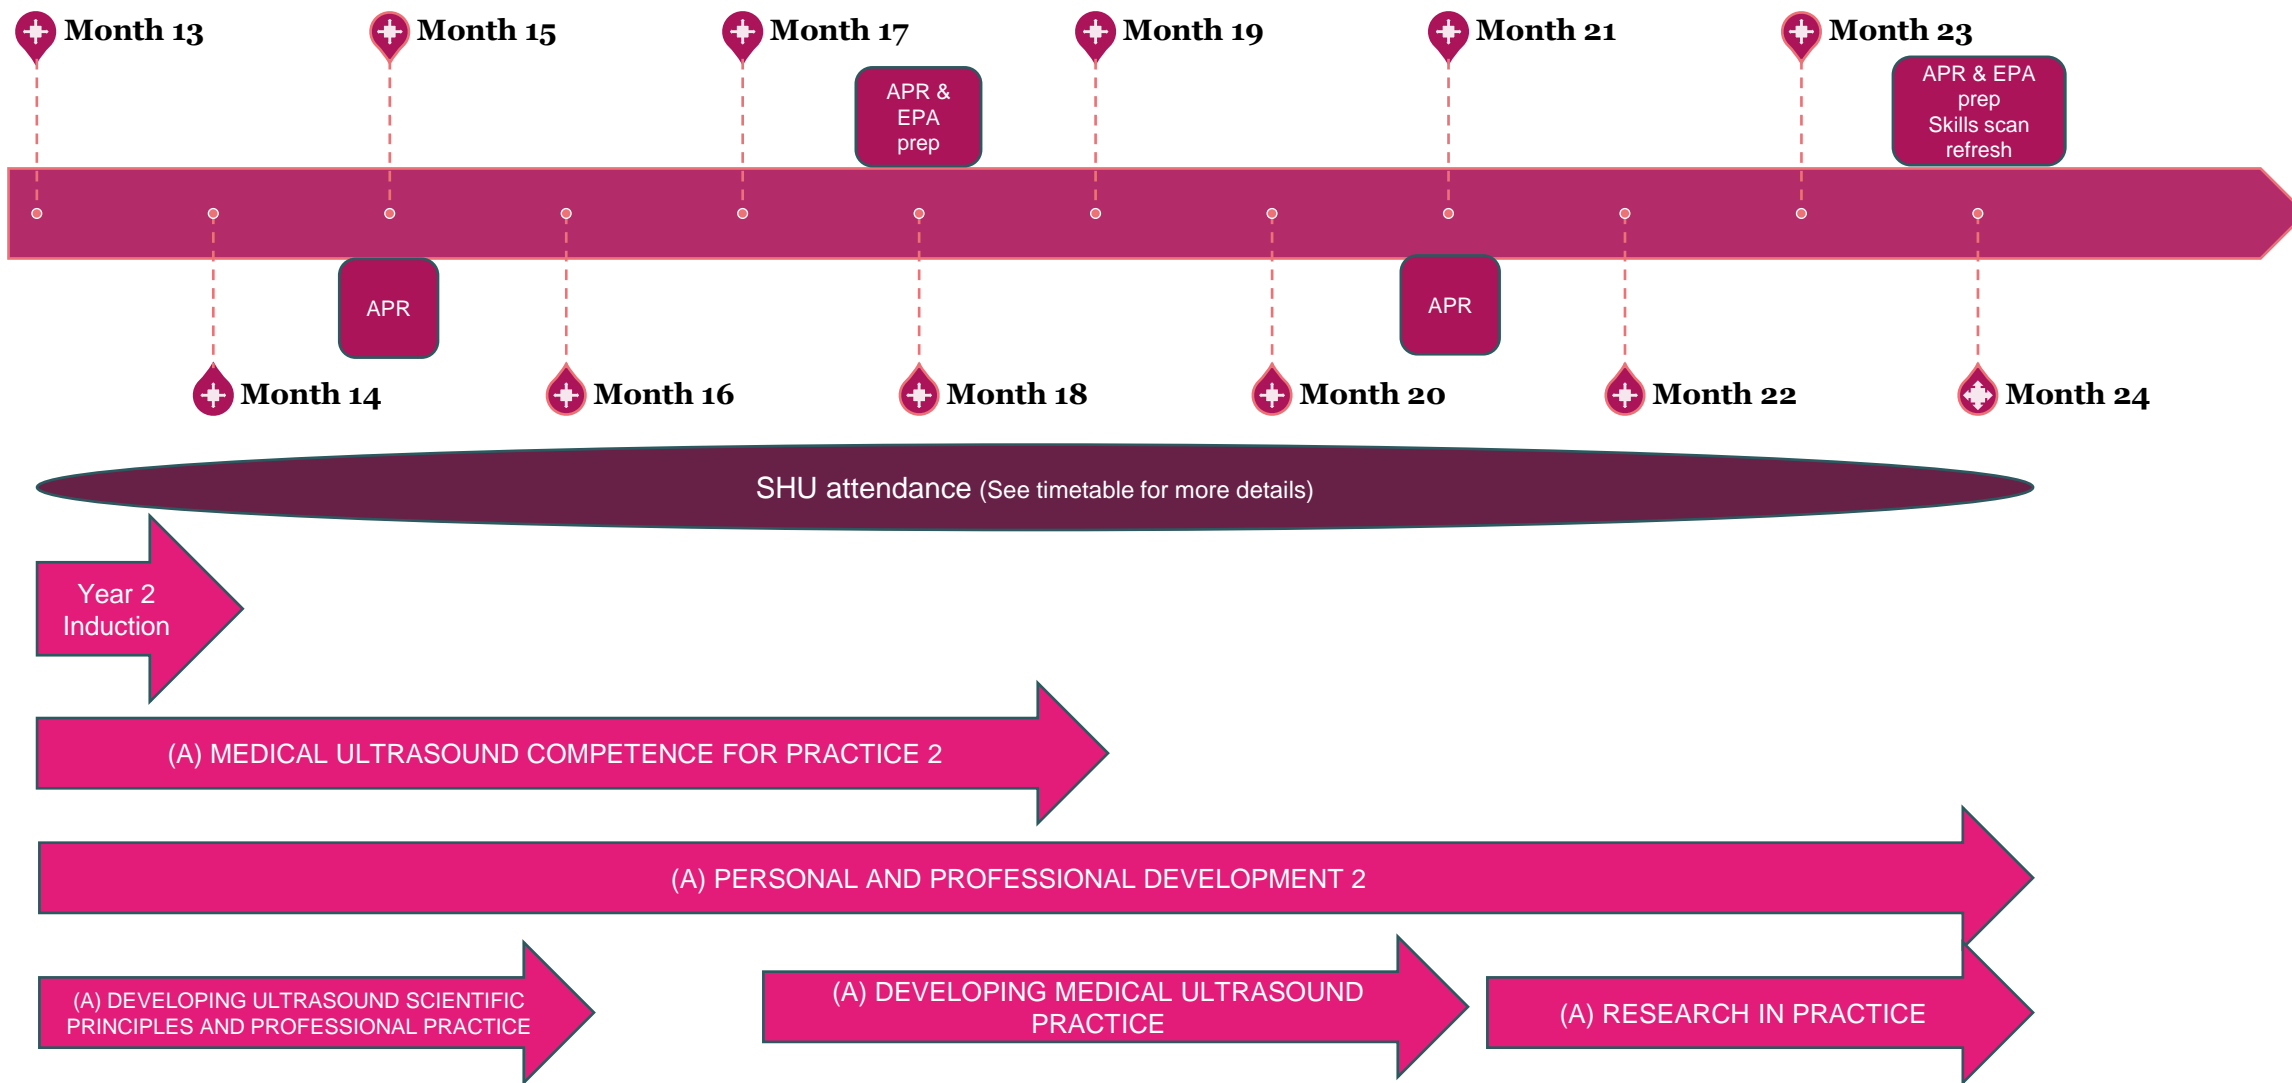 Month 13
Month 15
Month 17
Month 19
Month 21
Month 23
APR &
EPA
prep
APR & EPA
prep
Skills scan
refresh
APR
APR
Month 14
Month 16
Month 18
Month 20
Month 22
Month 24
SHU attendance (See timetable for more details)
Year 2
Induction
(A) MEDICAL ULTRASOUND COMPETENCE FOR PRACTICE 2
(A) PERSONAL AND PROFESSIONAL DEVELOPMENT 2
(A) DEVELOPING ULTRASOUND SCIENTIFIC
PRINCIPLES AND PROFESSIONAL PRACTICE
(A) DEVELOPING MEDICAL ULTRASOUND
PRACTICE
(A) RESEARCH IN PRACTICE